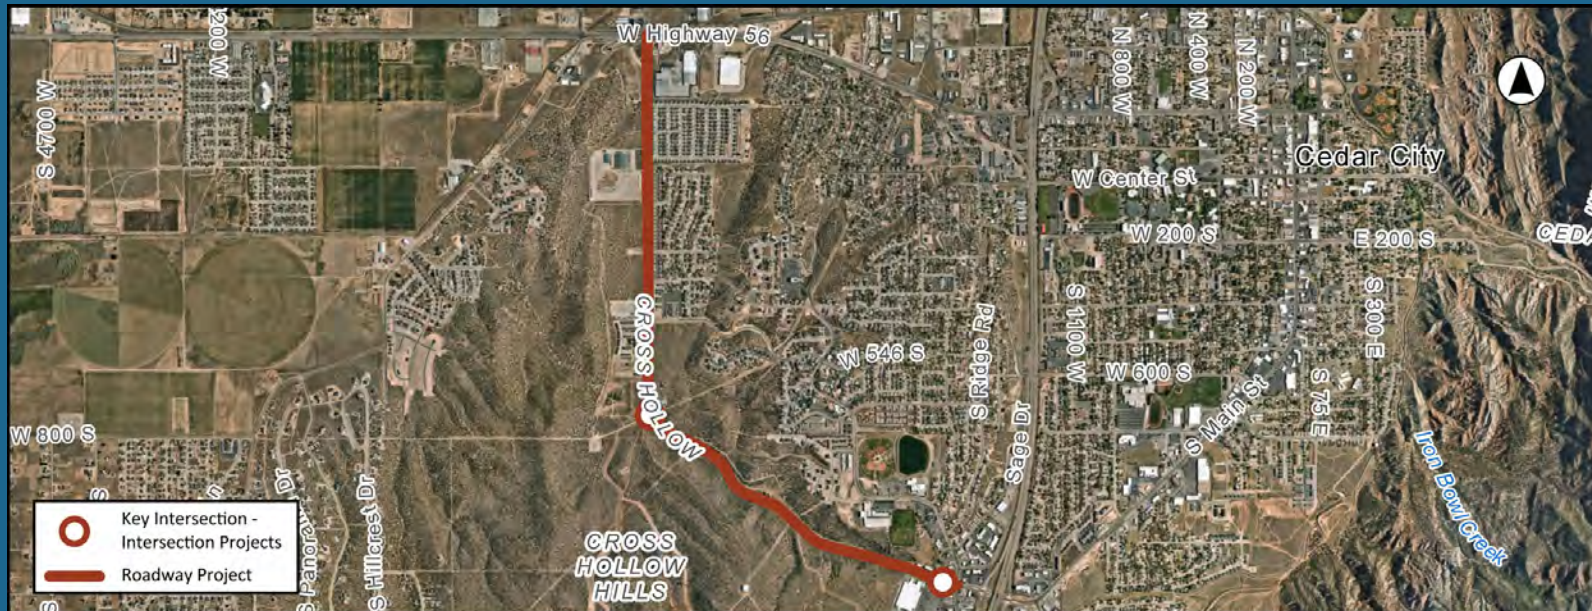 200 W
W Highway 56
N 800 W
N 400 W
N 200 W
S 4700 W
Cedar City
W Center St
W 200 S
E 200 S
CEDA
CROSS HOLLOW
S Ridge Rd
S 1100 W
S 300 E
W 546 S
W 600 S
S 75 E
S Main St
W 800 S
Sage Dr
Iron Bowl Creek
S Panoram
Dr
S Hillcrest Dr
CROSS
HOLLOW
HILLS
Key Intersection -
Intersection Projects
Roadway Project